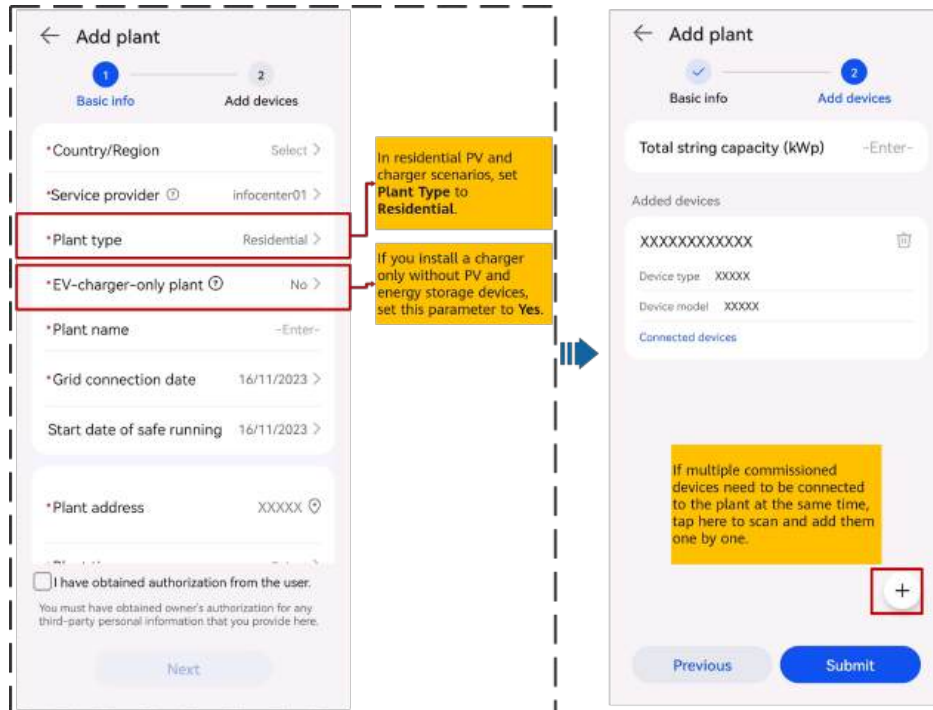 Add plant
1
2
Basic info
Add devices
*Country/Region
Select >
*Service provider
infocenter01 >
*Plant type
Residential >
*EV-charger-only plant
No >
*Plant name
-Enter-
*Grid connection date
16/11/2023 >
Start date of safe running
16/11/2023 >
*Plant address
XXXXX
I have obtained authorization from the user.
You must have obtained owner's authorization for any
third-party personal information that you provide here.
Next
In residential PV and
charger scenarios, set
Plant Type to
Residential.
If you install a charger
only without PV and
energy storage devices,
set this parameter to Yes.
Add plant
2
Basic info
Add devices
Total string capacity (kWp)
-Enter-
Added devices
XXXXXXXXXXXX
Device type XXXXX
Device model XXXXX
Connected devices
If multiple commissioned
devices need to be connected
to the plant at the same time,
tap here to scan and add them
one by one.
+
Previous
Submit